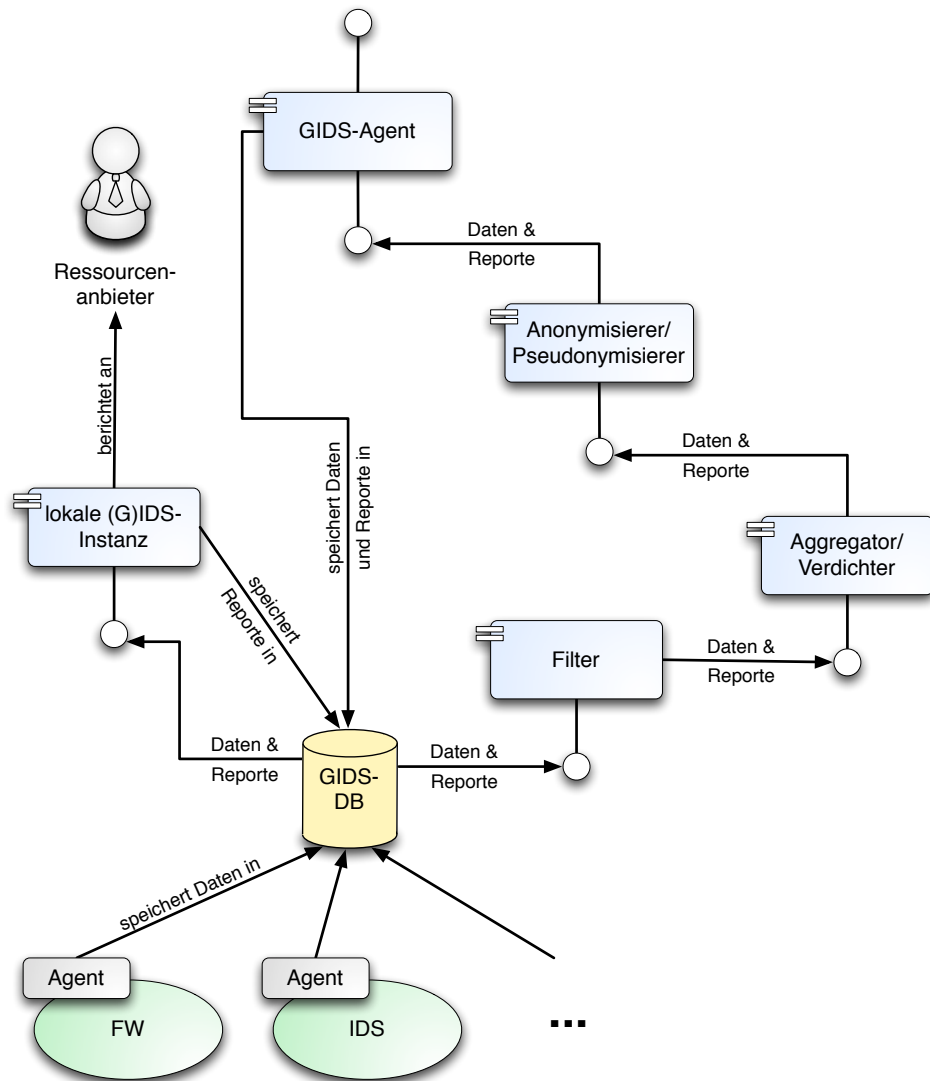 GIDS-Agent
Daten &
Reporte
Ressourcen-
anbieter
Anonymisierer/
Pseudonymisierer
berichtet an
speichert Daten
und Reporte in
Daten &
Reporte
lokale (G)IDS-
Instanz
Aggregator/
Verdichter
speichert
Reporte in
Filter
Daten &
Reporte
Daten &
Reporte
GIDS-
DB
Daten &
Reporte
speichert Daten in
Agent
FW
Agent
IDS
...